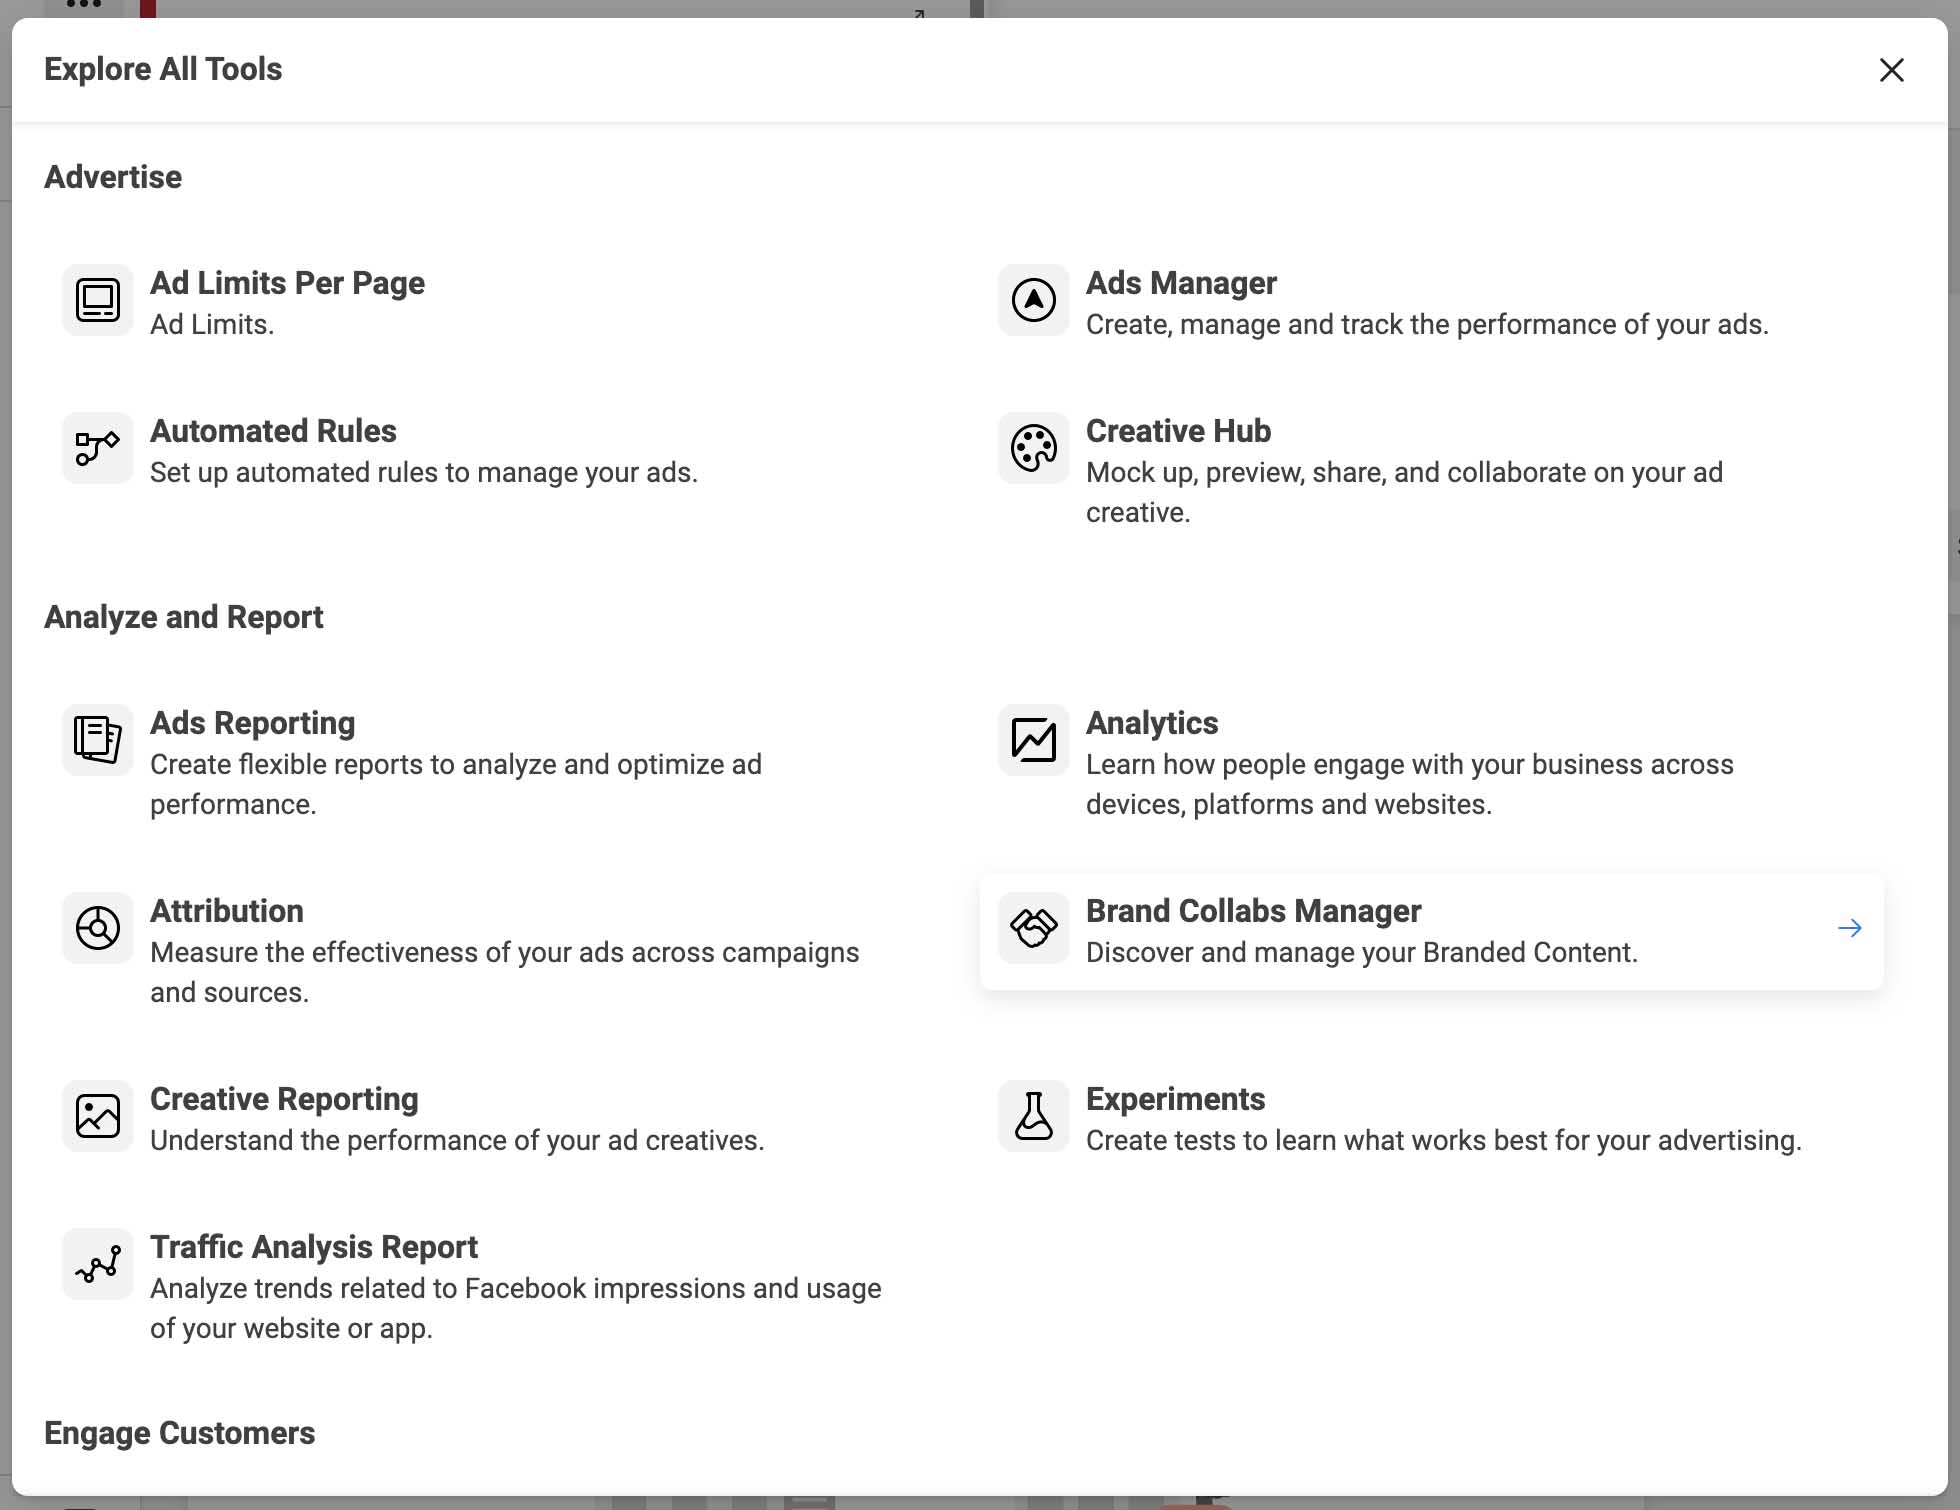 Explore All Tools
Advertise
Ad Limits Per Page
Ad Limits.
Ads Manager
Create, manage and track the performance of your ads.
Automated Rules
Set up automated rules to manage your ads.
Creative Hub
Mock up, preview, share, and collaborate on your ad
creative.
Analyze and Report
Ads Reporting
Create flexible reports to analyze and optimize ad
performance.
Analytics
Learn how people engage with your business across
devices, platforms and websites.
Attribution
Measure the effectiveness of your ads across campaigns
and sources.
Brand Collabs Manager
Discover and manage your Branded Content.
Creative Reporting
Understand the performance of your ad creatives.
Experiments
Create tests to learn what works best for your advertising.
Traffic Analysis Report
Analyze trends related to Facebook impressions and usage
of your website or app.
Engage Customers